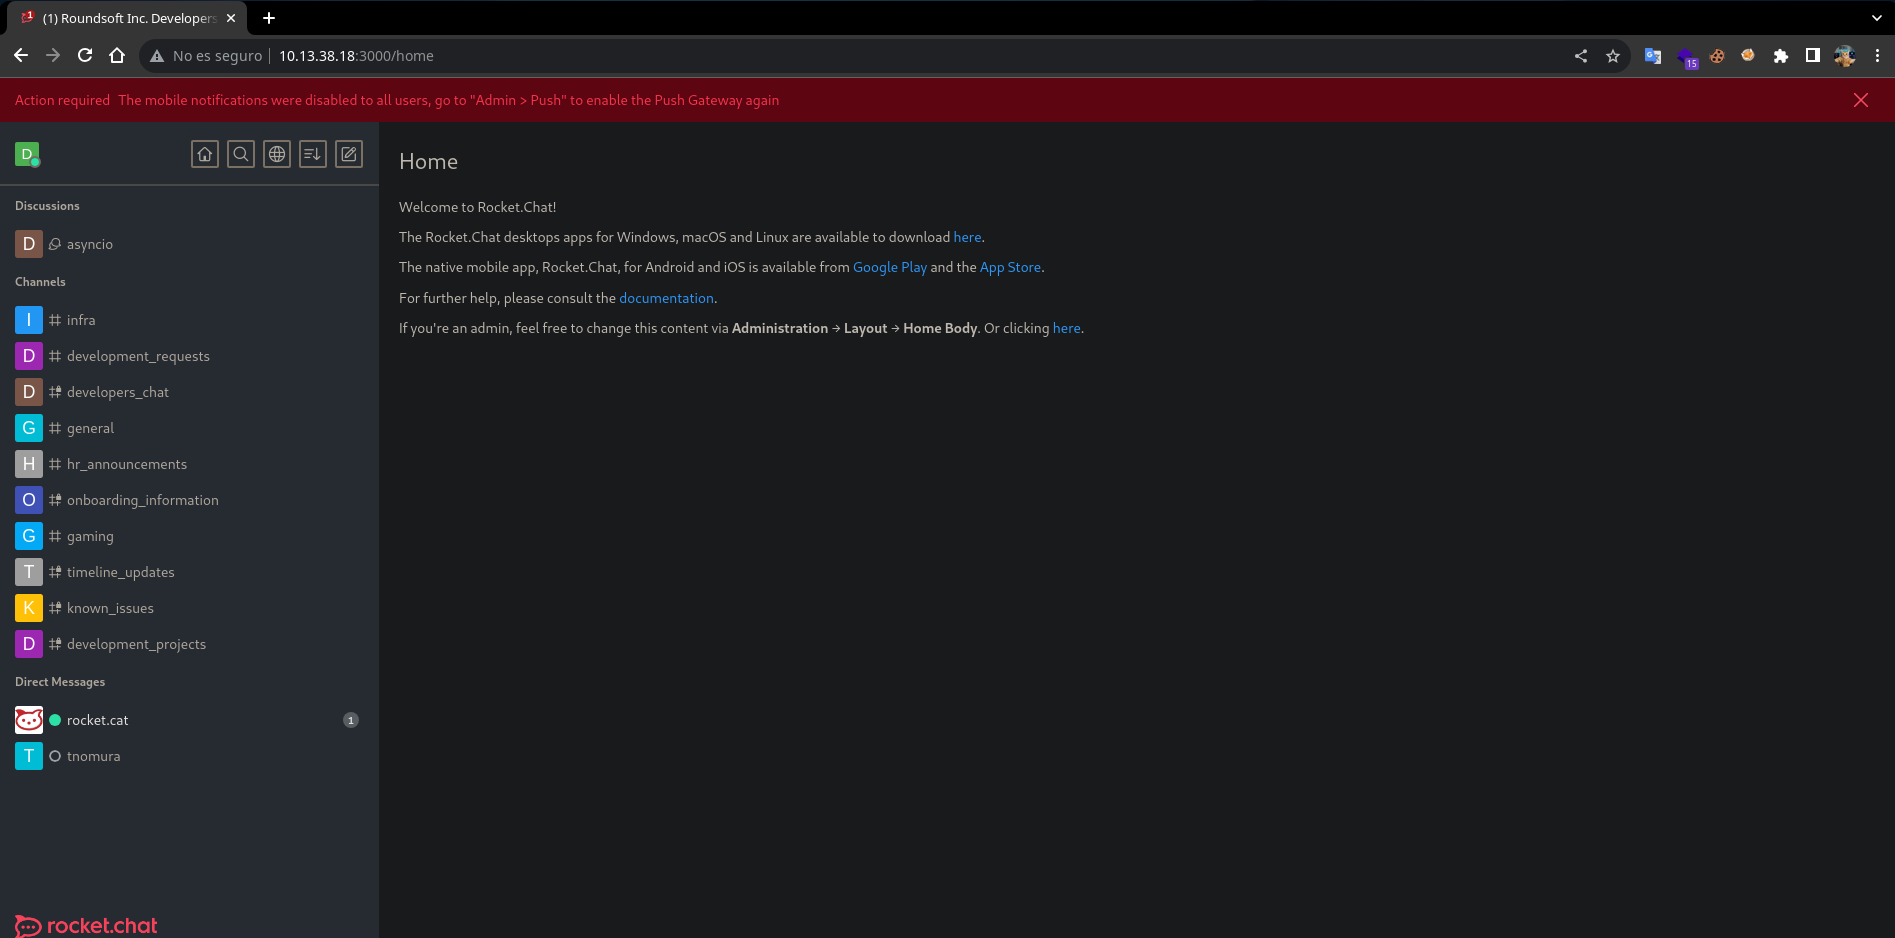 (1) Roundsoft Inc. Developers
No es seguro 10.13.38.18:3000/home
15
Action required The mobile notifications were disabled to all users, go to "Admin > Push" to enable the Push Gateway again
D
Home
Discussions
Welcome to Rocket.Chat!
D asyncio
The Rocket.Chat desktops apps for Windows, macOS and Linux are available to download here.
Channels
The native mobile app, Rocket.Chat, for Android and iOS is available from Google Play and the App Store.
For further help, please consult the documentation.
I infra
If you're an admin, feel free to change this content via Administration → Layout → Home Body. Or clicking here.
D development_requests
D developers_chat
G general
H hr_announcements
O onboarding_information
G gaming
T timeline_updates
K known_issues
D development_projects
Direct Messages
rocket.cat 1
T tnomura
rocket.chat